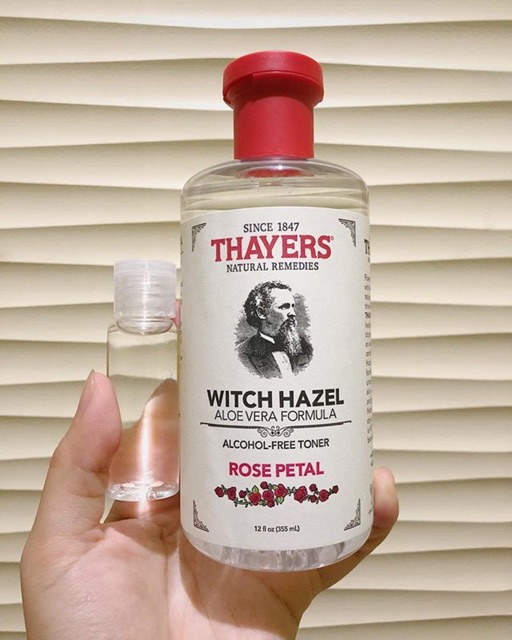 SINCE 1847
THAYERS®
NATURAL REMEDIES
WITCH HAZEL
ALOE VERA FORMULA
ALCOHOL-FREE TONER
ROSE PETAL
12 fl oz (355 mL)